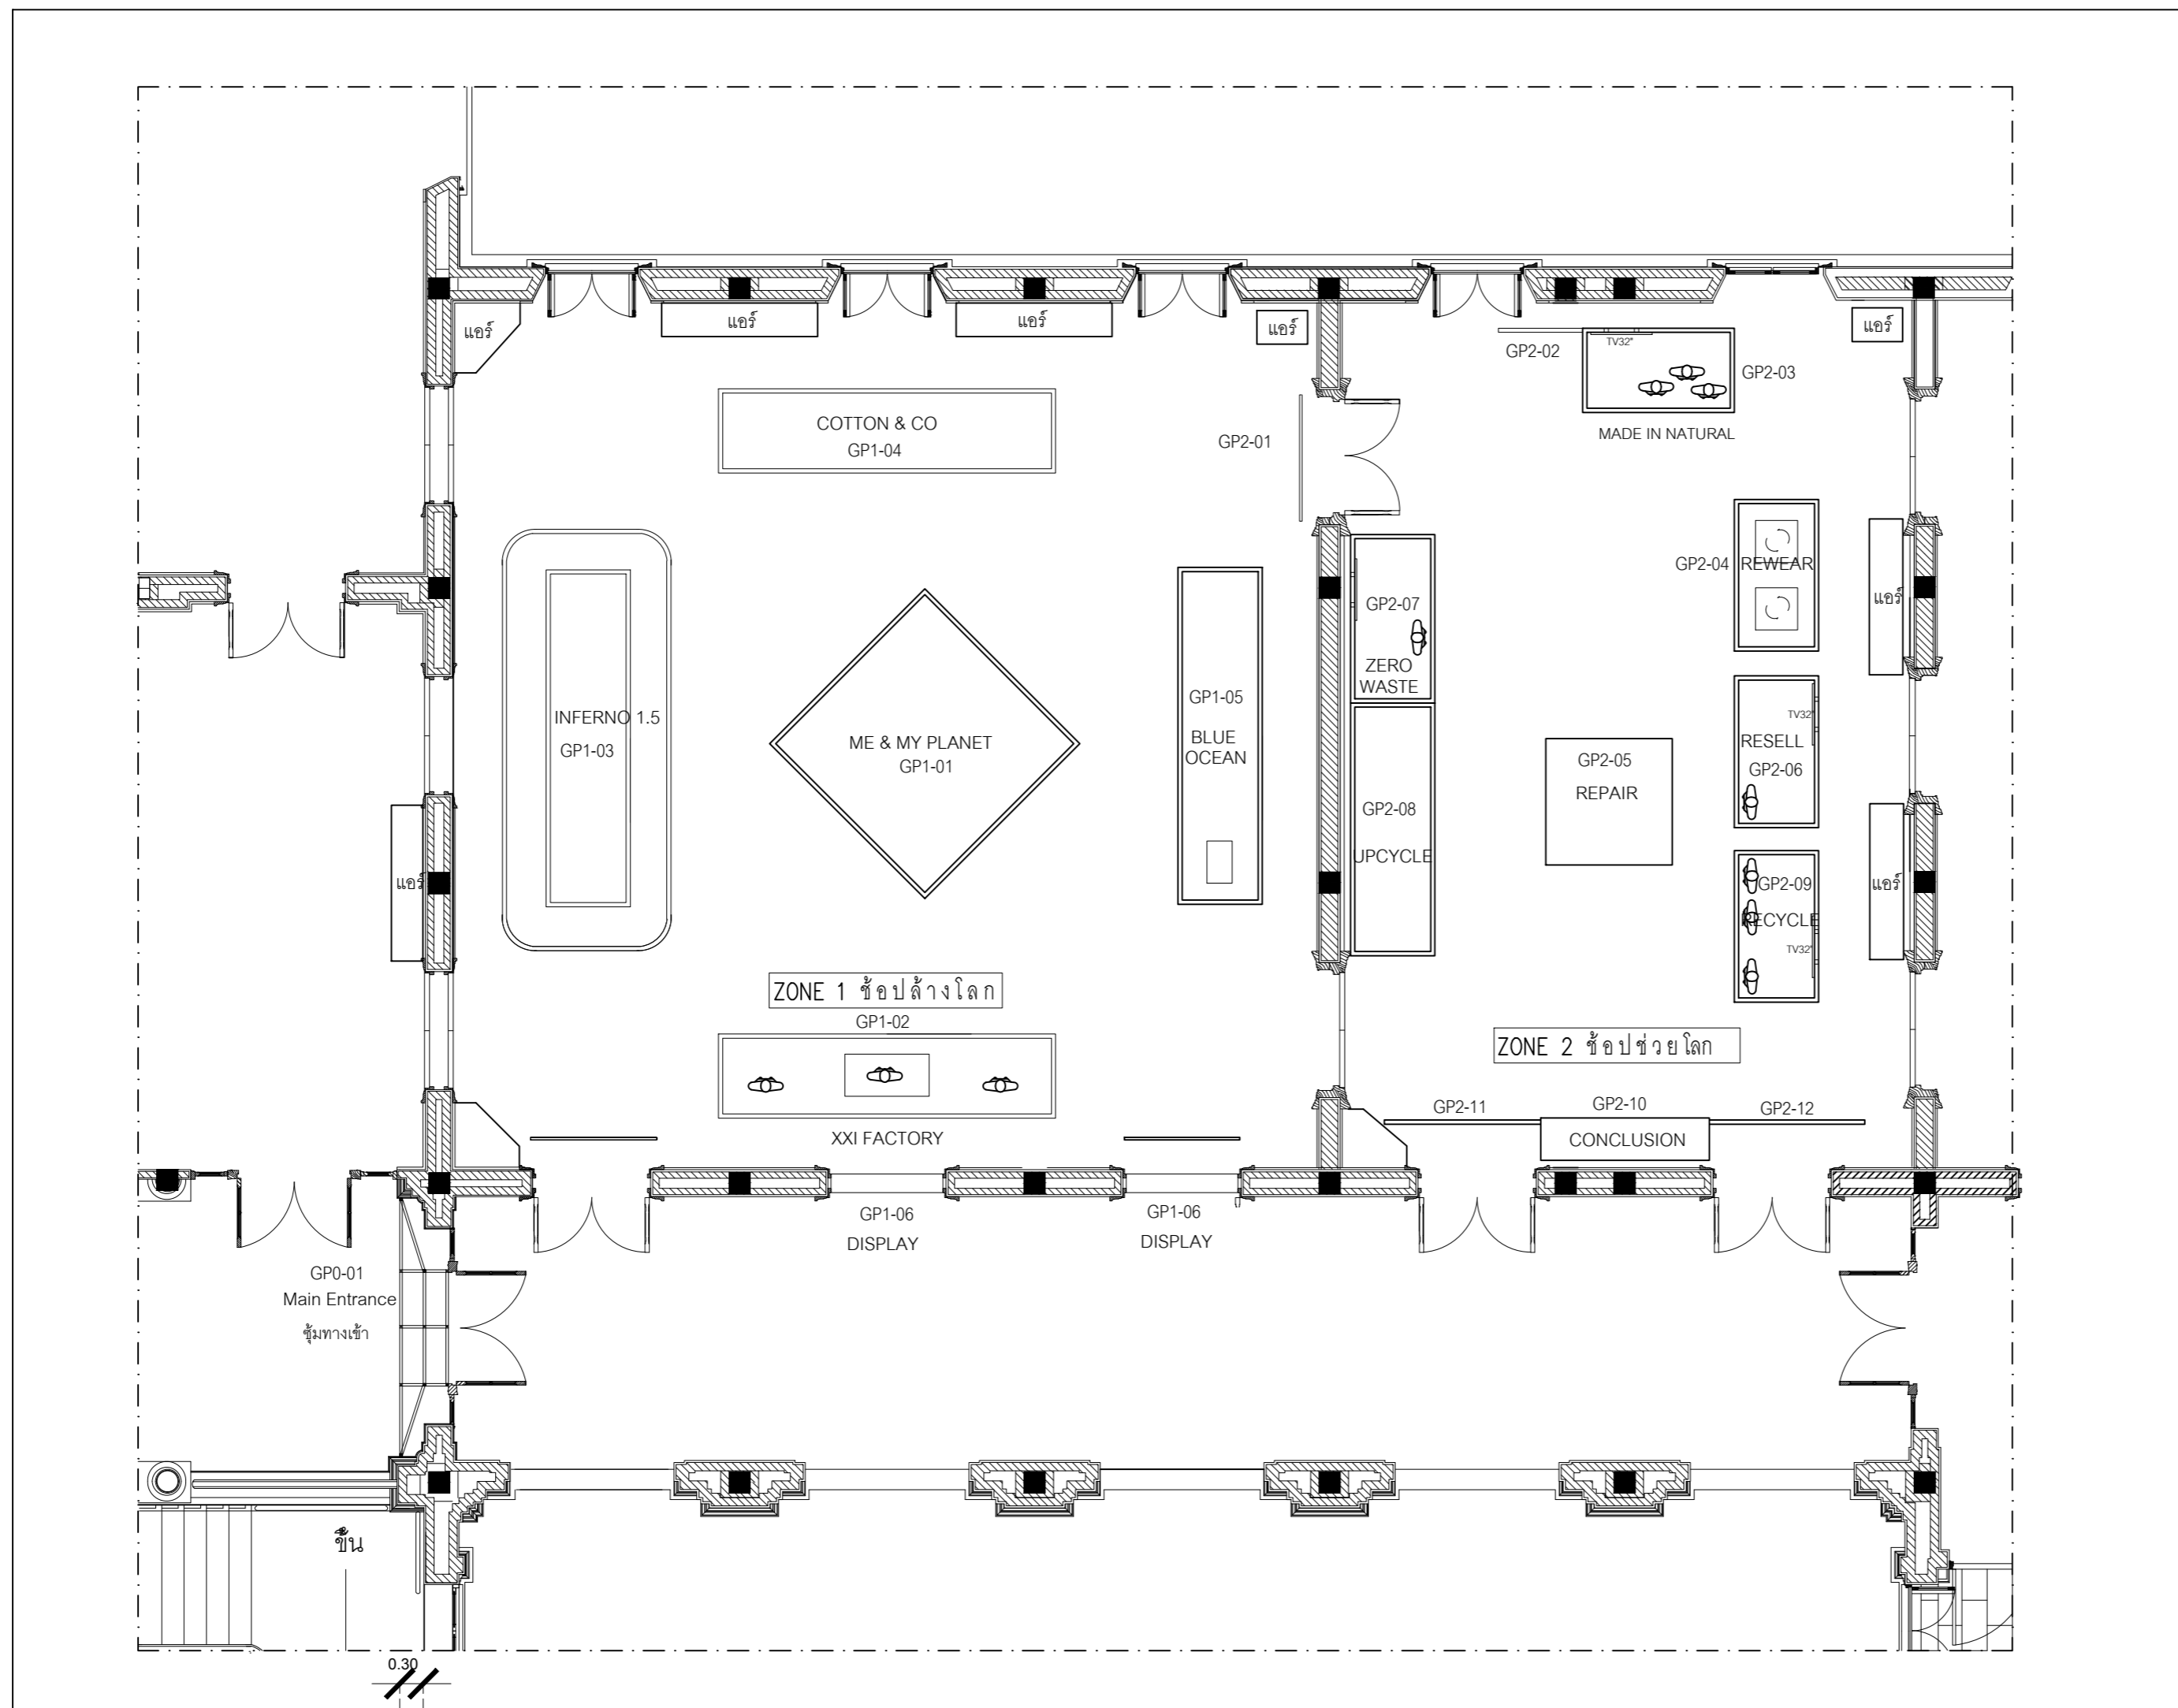 แอร์
แอร์
แอร์
แอร์
แอร์
GP2-02
TV32"
GP2-03
MADE IN NATURAL
COTTON & CO
GP1-04
GP2-01
GP2-04
REWEAR
แอร์
GP2-07
ZERO
WASTE
INFERNO 1.5
GP1-03
ME & MY PLANET
GP1-01
GP1-05
BLUE
OCEAN
GP2-08
UPCYCLE
GP2-05
REPAIR
TV32"
RESELL
GP2-06
แอร์
GP2-09
RECYCLE
TV32"
แอร์
ZONE 1 ช้อปล้างโลก
GP1-02
XXI FACTORY
ZONE 2 ช้อปช่วยโลก
GP2-11
GP2-10
GP2-12
CONCLUSION
GP1-06
DISPLAY
GP1-06
DISPLAY
GP0-01
Main Entrance
ซุ้มทางเข้า
ขึ้น
0.30